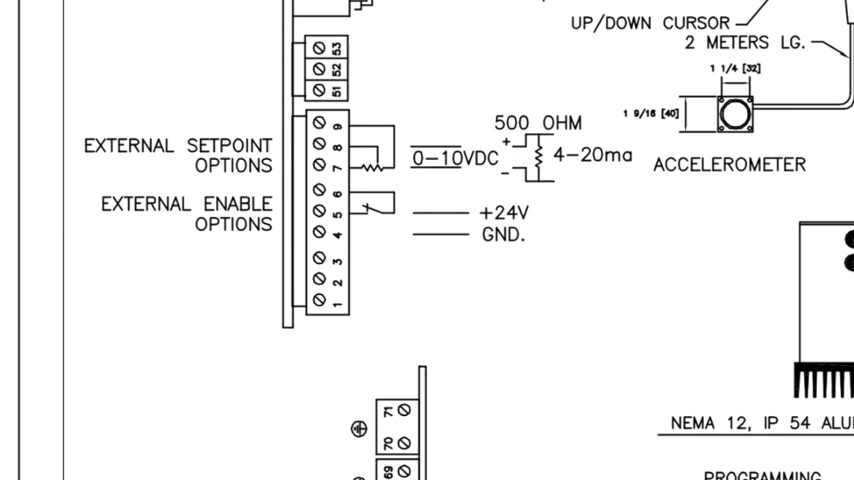 UP/DOWN CURSOR
2 METERS LG.
1 1/4 [32]
53
52
51
1 9/16 [40]
ACCELEROMETER
EXTERNAL SETPOINT
OPTIONS
9
8
7
0-10VDC
500 OHM
+
-
4-20ma
EXTERNAL ENABLE
OPTIONS
6
5
4
3
2
1
+24V
GND.
71
70
69
NEMA 12, IP 54 ALU
PROGRAMMING